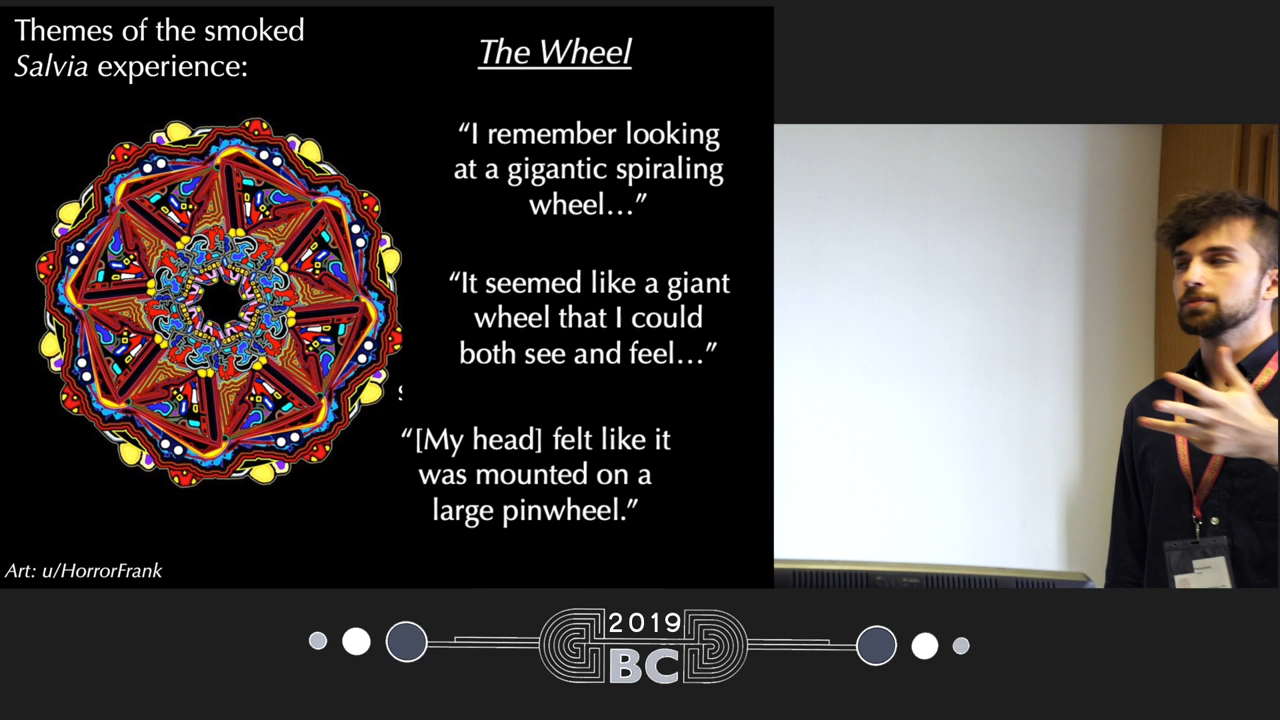 Themes of the smoked
Salvia experience:
The Wheel
“I remember looking
at a gigantic spiraling
wheel…”
“It seemed like a giant
wheel that I could
both see and feel…”
s
“[My head] felt like it
was mounted on a
large pinwheel.”
Art: u/HorrorFrank
2019
BC